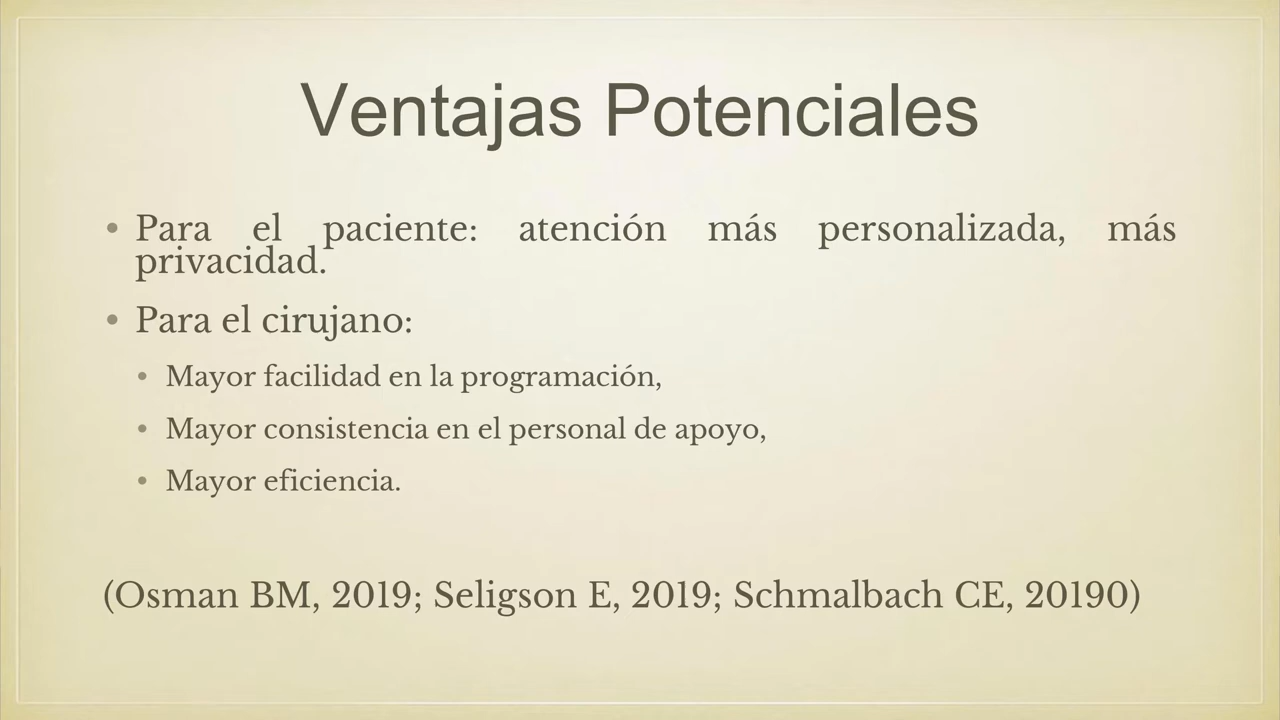 Ventajas Potenciales
• Para el paciente: atención más personalizada, más
privacidad.
• Para el cirujano:
• Mayor facilidad en la programación,
• Mayor consistencia en el personal de apoyo,
• Mayor eficiencia.
(Osman BM, 2019; Seligson E, 2019; Schmalbach CE, 20190)